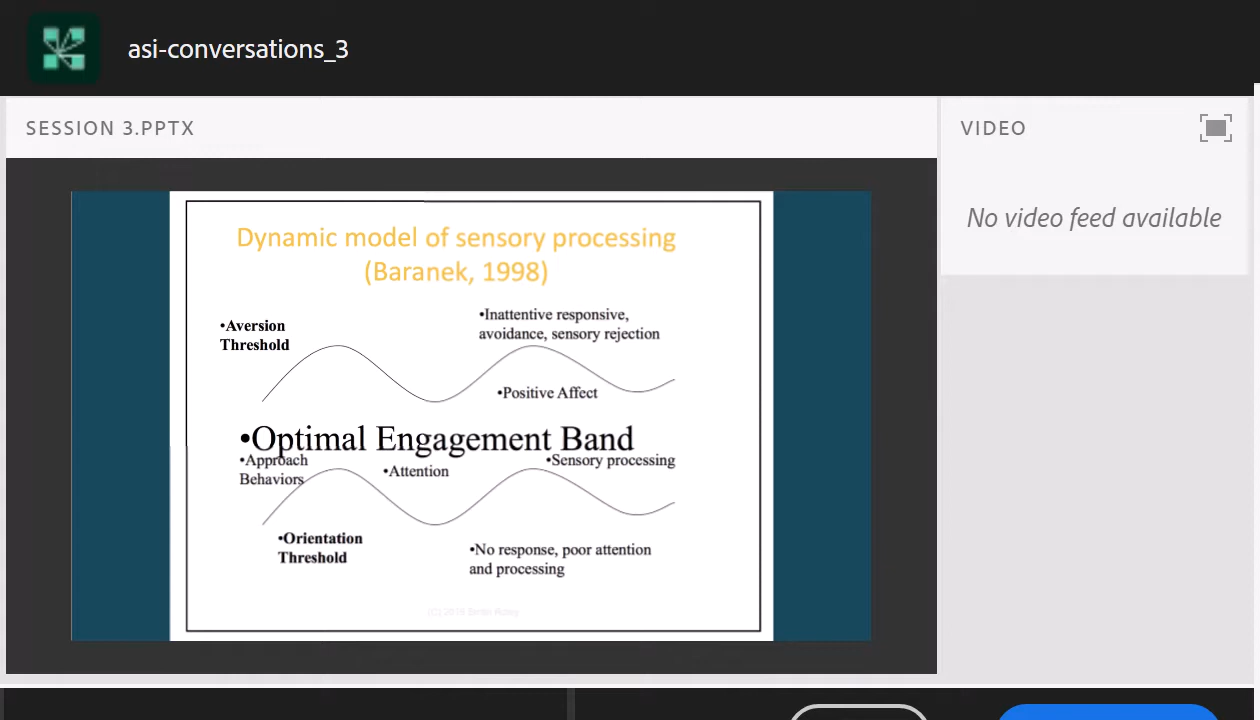 asi-conversations_3
SESSION 3.PPTX
VIDEO
No video feed available
Dynamic model of sensory processing
(Baranek, 1998)
•Aversion
Threshold
•Inattentive responsive,
avoidance, sensory rejection
•Positive Affect
•Optimal Engagement Band
•Approach
Behaviors
•Attention
•Sensory processing
•Orientation
Threshold
•No response, poor attention
and processing
(C) 2019